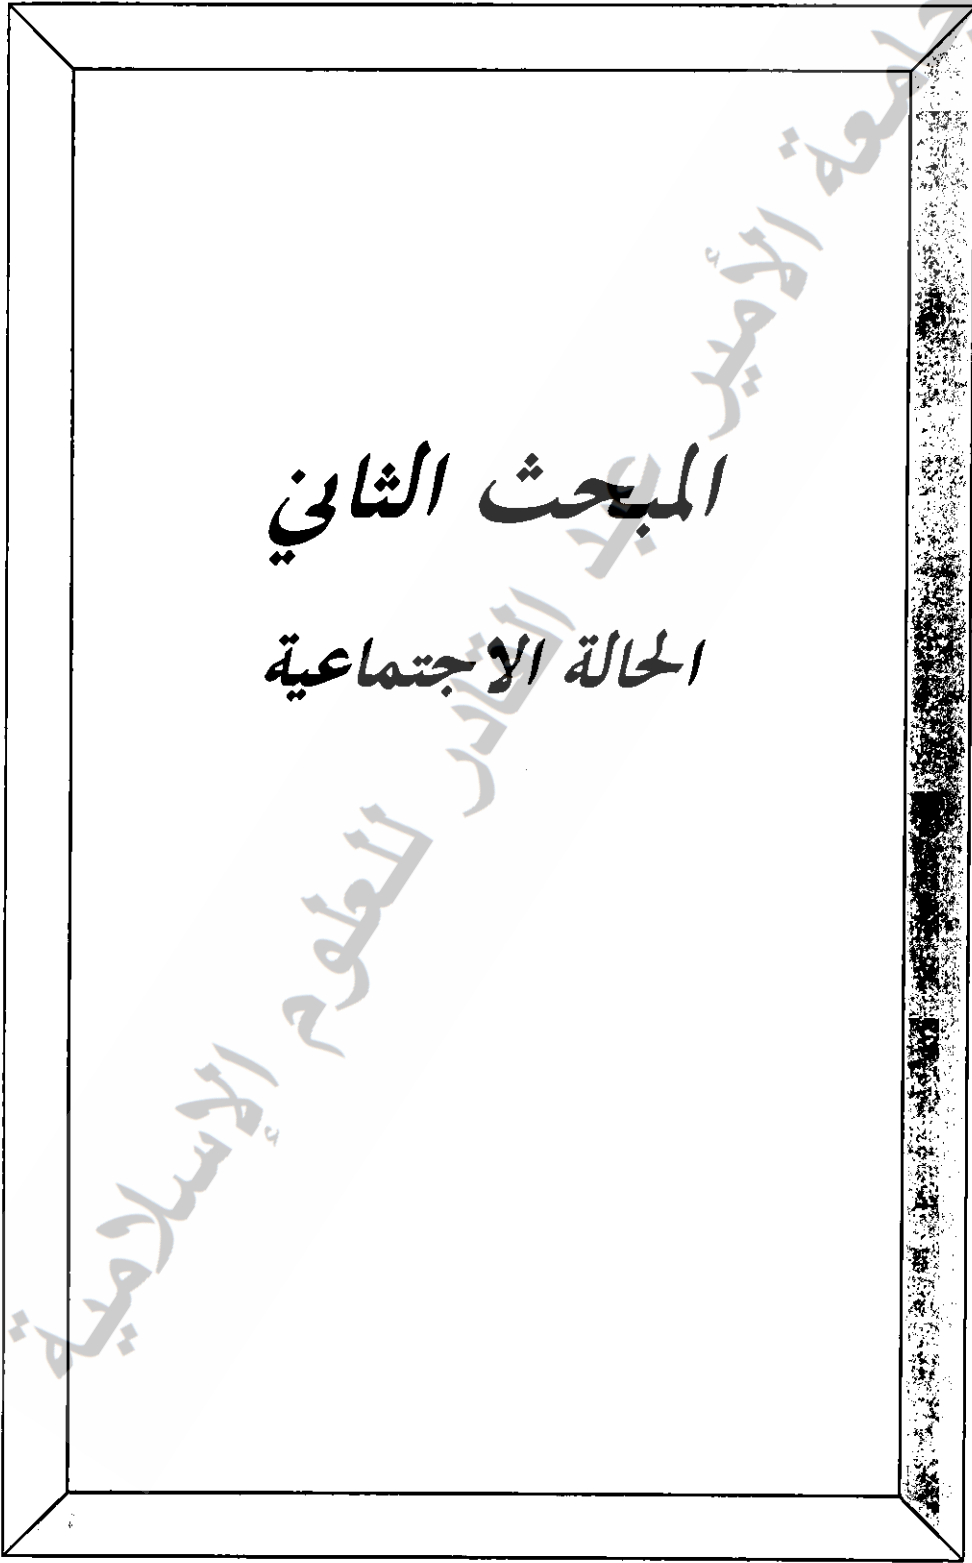 المبحث الثاني
الحالة الاجتماعية
جامعة الأمير عبد القادر للعلوم الإسلامية